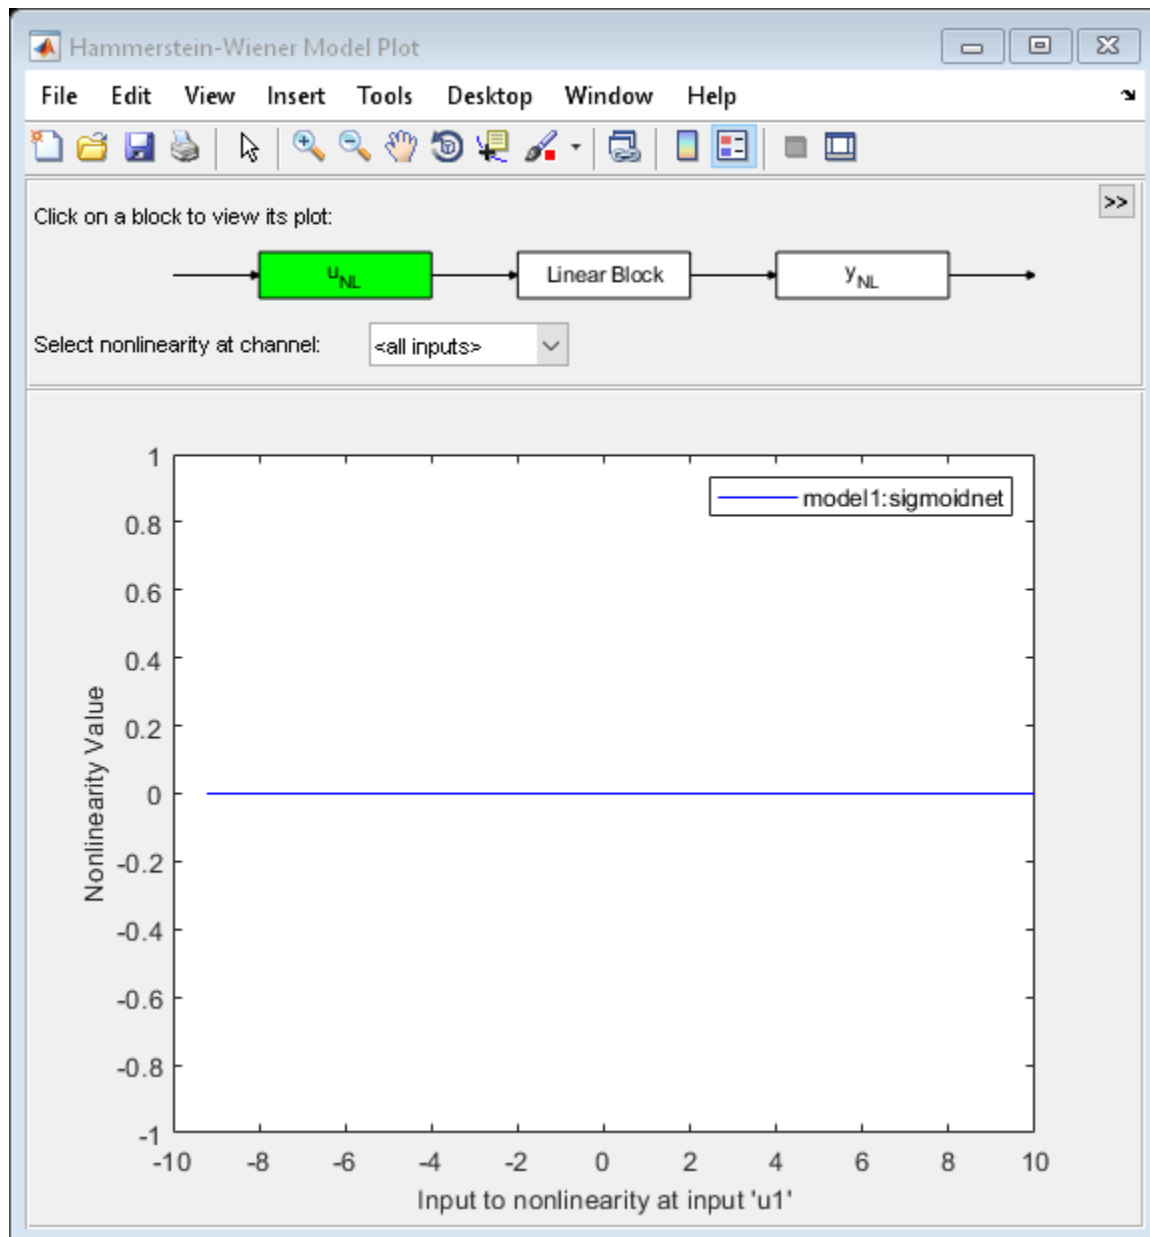 Hammerstein-Wiener Model Plot
File Edit View Insert Tools Desktop Window Help
>>
Click on a block to view its plot:
uNL Linear Block yNL
Select nonlinearity at channel: <all inputs>
model1:sigmoidnet
1
0.8
0.6
0.4
0.2
0
-0.2
-0.4
-0.6
-0.8
-1
Nonlinearity Value
-10 -8 -6 -4 -2 0 2 4 6 8 10
Input to nonlinearity at input 'u1'